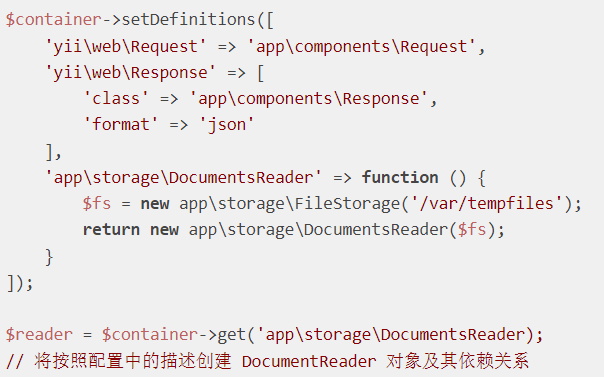 $container->setDefinitions([
    'yii\web\Request' => 'app\components\Request',
    'yii\web\Response' => [
        'class' => 'app\components\Response',
        'format' => 'json'
    ],
    'app\storage\DocumentsReader' => function () {
        $fs = new app\storage\FileStorage('/var/tempfiles');
        return new app\storage\DocumentsReader($fs);
    }
]);

$reader = $container->get('app\storage\DocumentsReader);
// 将按照配置中的描述创建 DocumentReader 对象及其依赖关系